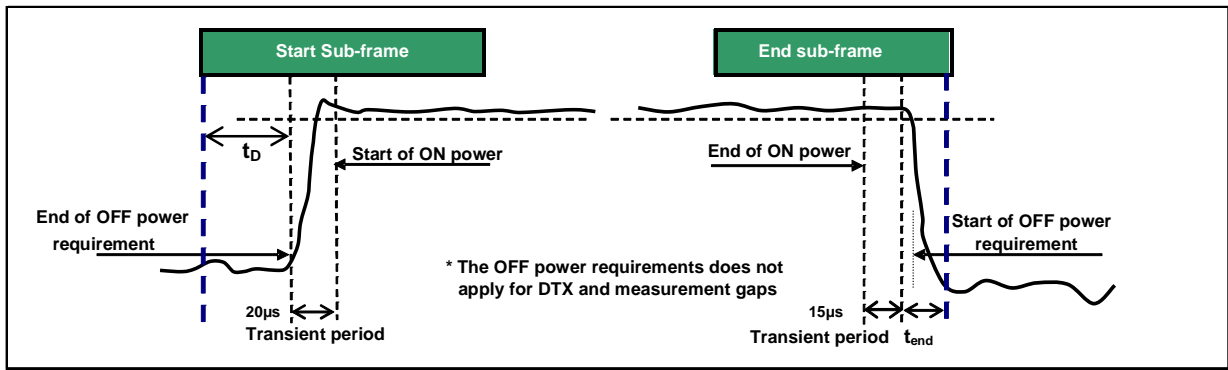 Start Sub-frame
End sub-frame
tD
Start of ON power
End of ON power
End of OFF power
requirement
Start of OFF power
requirement
* The OFF power requirements does not
apply for DTX and measurement gaps
20µs
Transient period
15µs
Transient period
tend